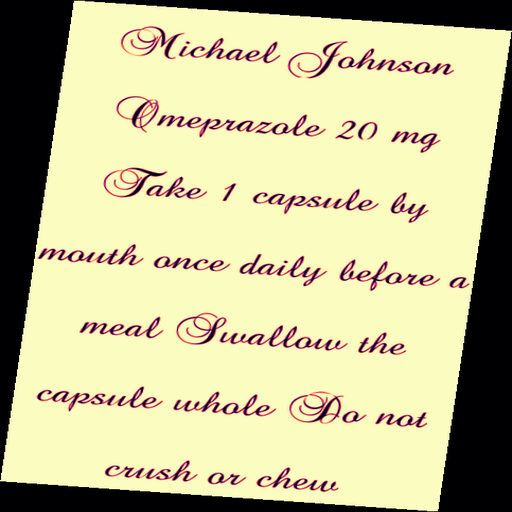 Michael Johnson
Omeprazole 20 mg
Take 1 capsule by
mouth once daily before a
meal Swallow the
capsule whole Do not
crush or chew